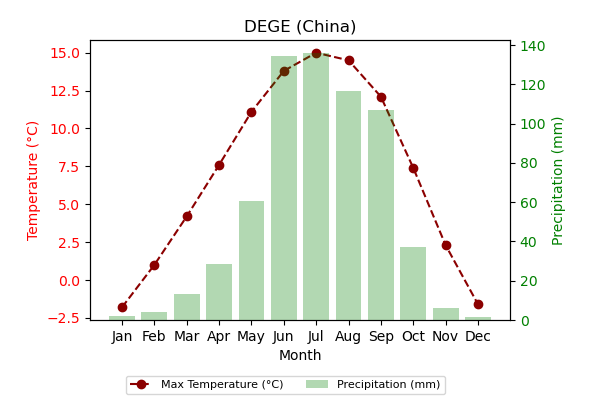 DEGE (China)
Temperature (°C)
15.0
12.5
10.0
7.5
5.0
2.5
0.0
−2.5
140
120
100
80
60
40
20
0
Precipitation (mm)
Jan Feb Mar Apr May Jun Jul Aug Sep Oct Nov Dec
Month
Max Temperature (°C) Precipitation (mm)